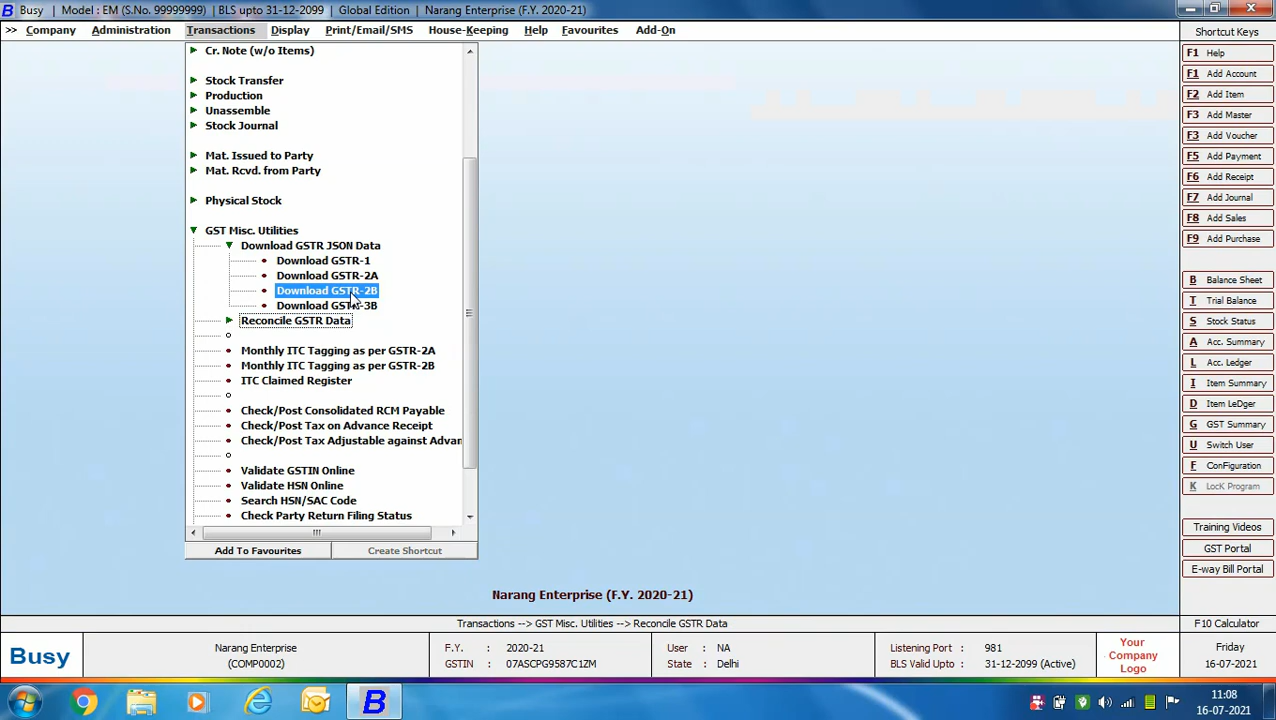 Busy Model : EM (S.No. 99999999) BLS upto 31-12-2099 Global Edition Narang Enterprise (F.Y. 2020-21)
>> Company Administration Transactions Display Print/Email/SMS House-Keeping Help Favourites Add-On
Cr. Note (w/o Items)
Stock Transfer
Production
Unassemble
Stock Journal
Mat. Issued to Party
Mat. Rcvd. from Party
Physical Stock
GST Misc. Utilities
Download GSTR JSON Data
Download GSTR-1
Download GSTR-2A
Download GSTR-2B
Download GSTR-3B
Reconcile GSTR Data
Monthly ITC Tagging as per GSTR-2A
Monthly ITC Tagging as per GSTR-2B
ITC Claimed Register
Check/Post Consolidated RCM Payable
Check/Post Tax on Advance Receipt
Check/Post Tax Adjustable against Advan
Validate GSTIN Online
Validate HSN Online
Search HSN/SAC Code
Check Party Return Filing Status
Add To Favourites Create Shortcut
Shortcut Keys
F1 Help
F1 Add Account
F2 Add Item
F3 Add Master
F3 Add Voucher
F5 Add Payment
F6 Add Receipt
F7 Add Journal
F8 Add Sales
F9 Add Purchase
B Balance Sheet
T Trial Balance
S Stock Status
A Acc. Summary
L Acc. Ledger
I Item Summary
D Item LeDger
G GST Summary
U Switch User
F ConFiguration
K LocK Program
Training Videos
GST Portal
E-way Bill Portal
Narang Enterprise (F.Y. 2020-21)
Transactions --> GST Misc. Utilities --> Reconcile GSTR Data
F10 Calculator
Busy
Narang Enterprise
(COMP0002)
F.Y. : 2020-21
GSTIN : 07ASCPG9587C1ZM
User : NA
State : Delhi
Listening Port : 981
BLS Valid Upto : 31-12-2099 (Active)
Your
Company
Logo
Friday
16-07-2021
11:08
16-07-2021